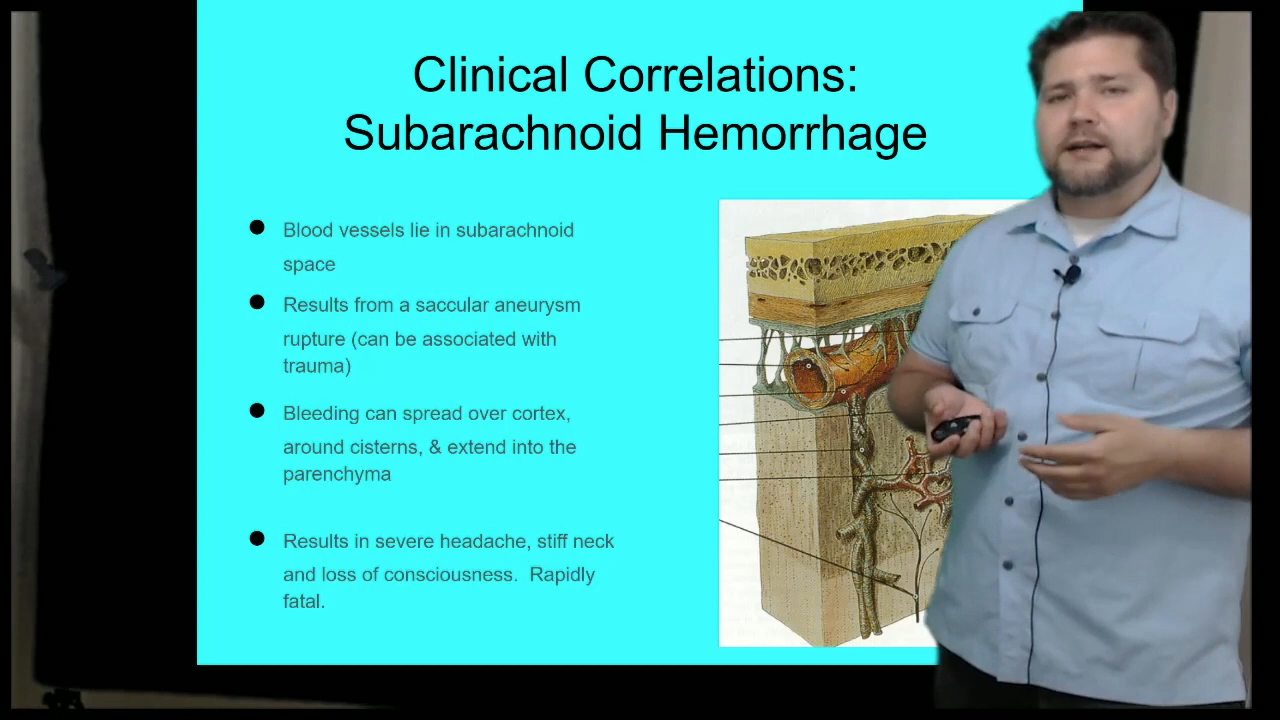 Clinical Correlations:
Subarachnoid Hemorrhage
● Blood vessels lie in subarachnoid
space
● Results from a saccular aneurysm
rupture (can be associated with
trauma)
● Bleeding can spread over cortex,
around cisterns, & extend into the
parenchyma
● Results in severe headache, stiff neck
and loss of consciousness.  Rapidly
fatal.